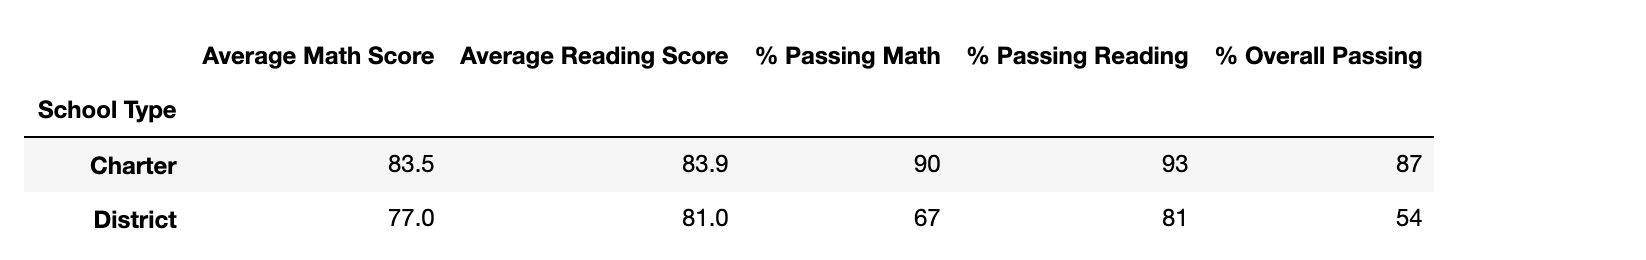 Average Math Score Average Reading Score % Passing Math % Passing Reading % Overall Passing
School Type
Charter 83.5 83.9 90 93 87
District 77.0 81.0 67 81 54